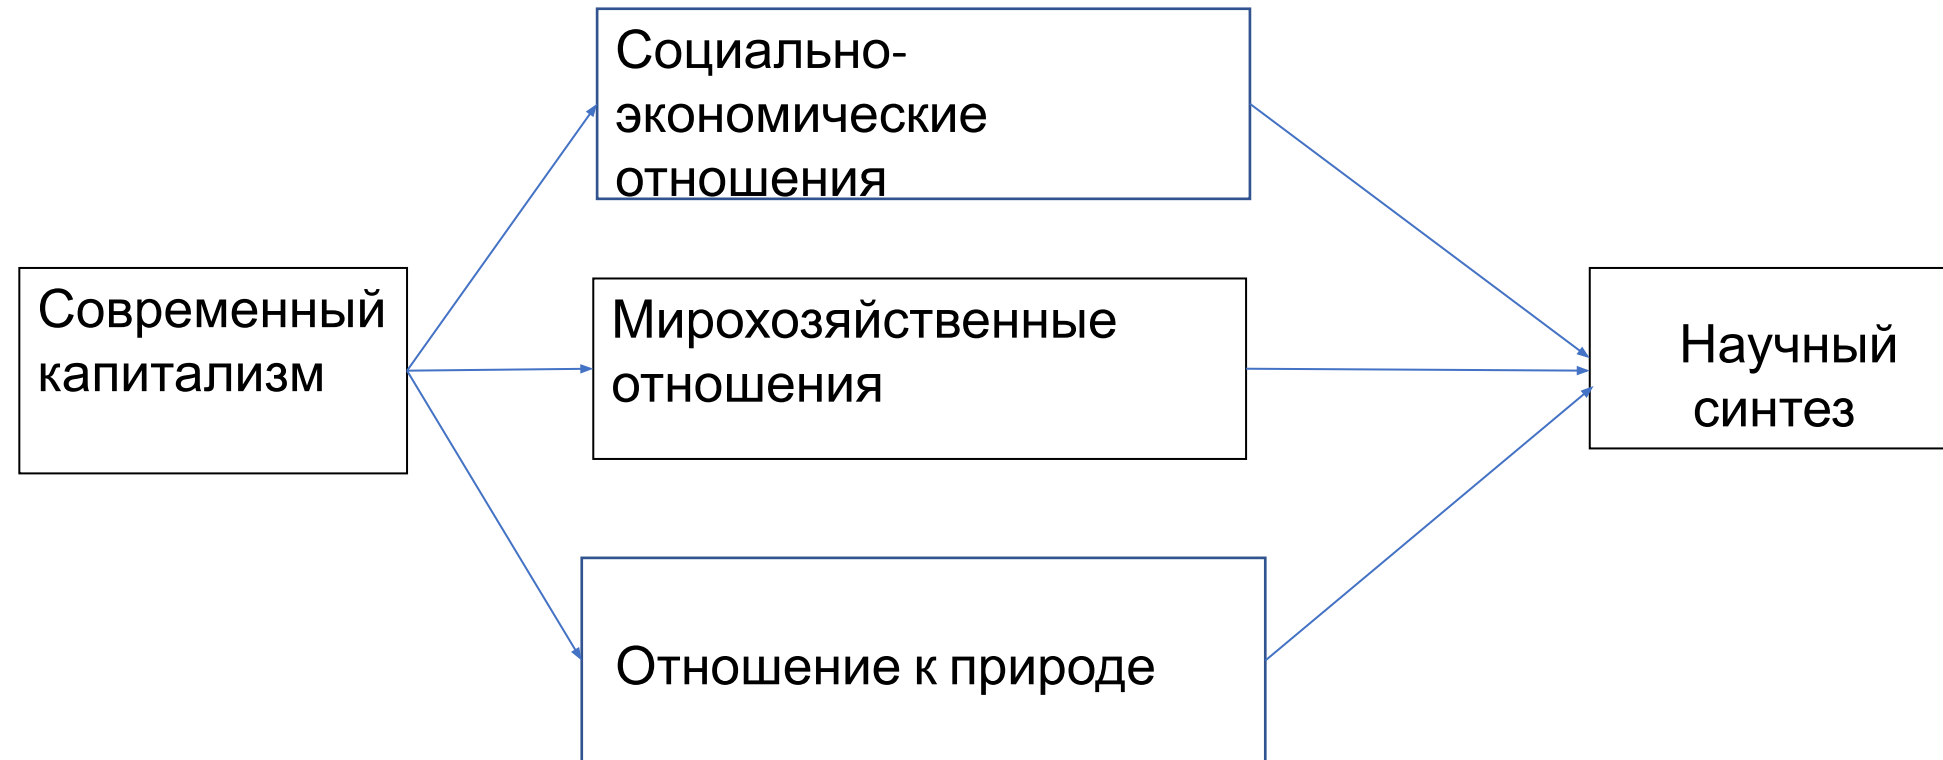 Социально-
экономические
отношения
Современный
капитализм
Мирохозяйственные
отношения
Научный
синтез
Отношение к природе